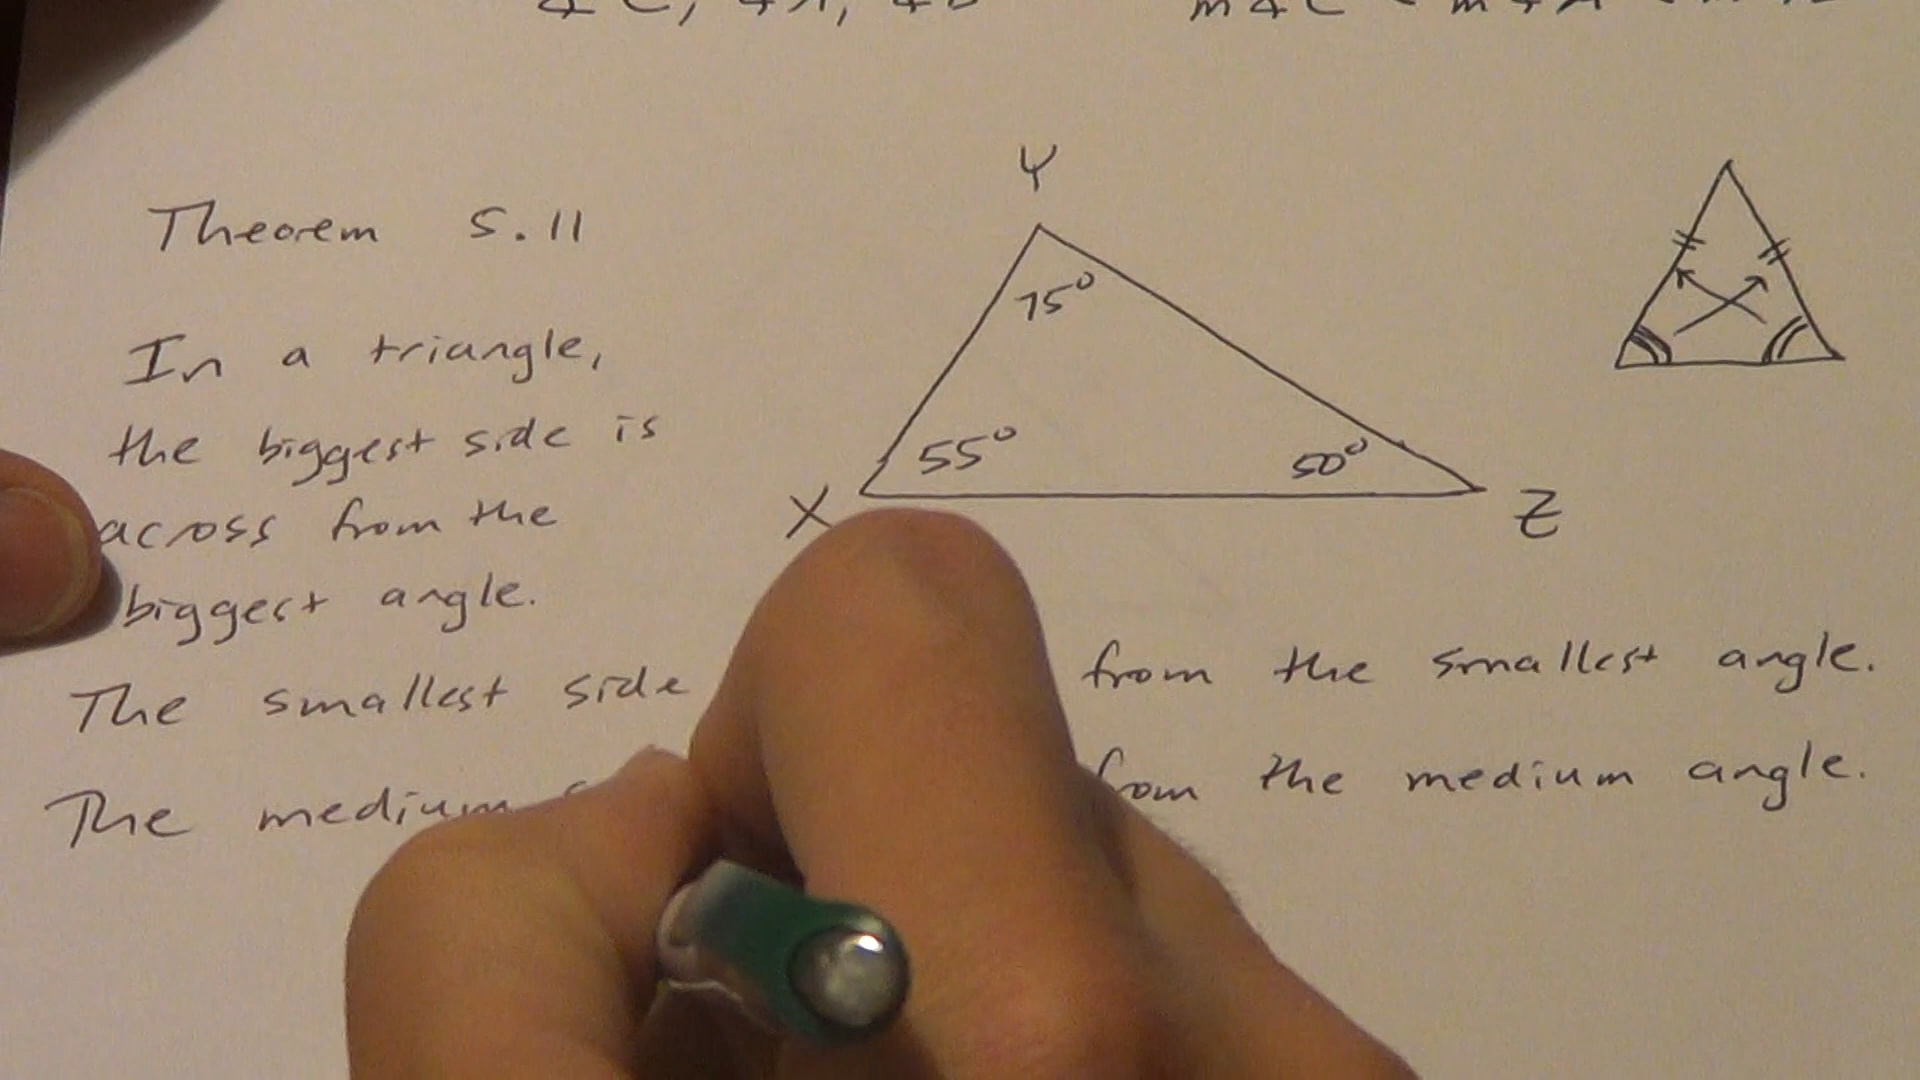 Theorem 5.11
Y
75°
55°
50°
X
Z
In a triangle,
the biggest side is
across from the
biggest angle.
The smallest side from the smallest angle.
The medium from the medium angle.